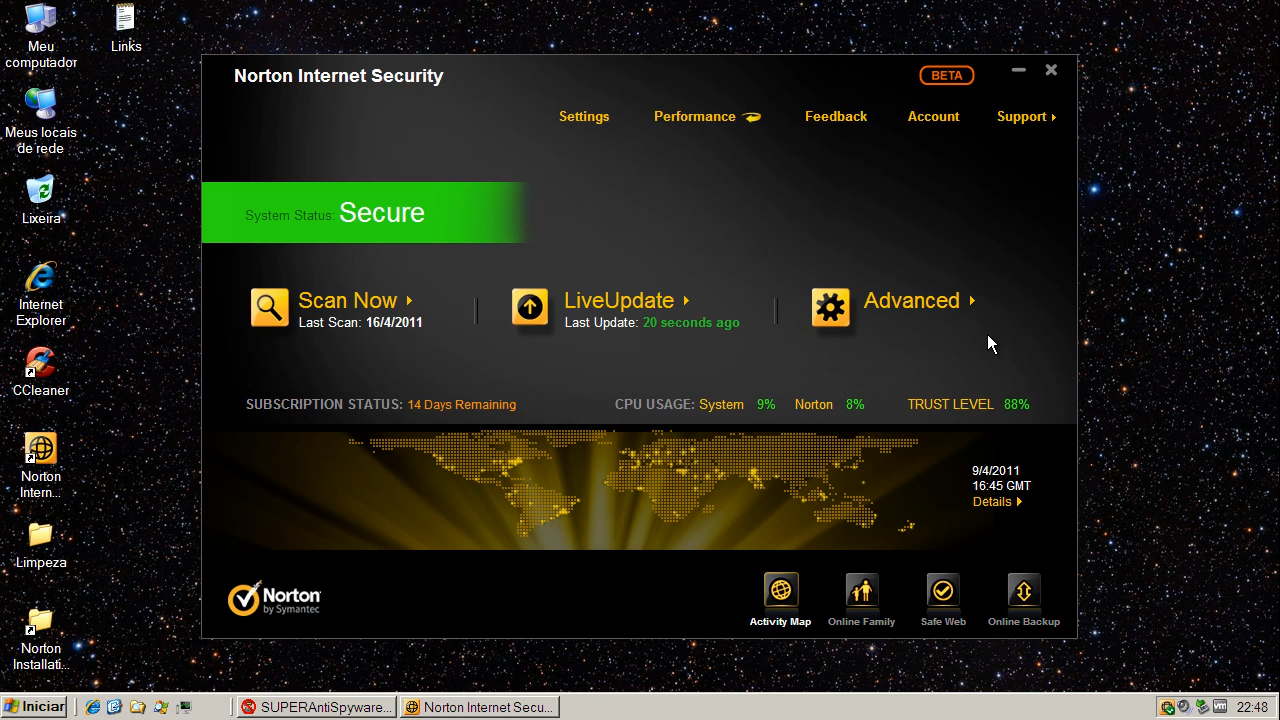 Meu
computador
Links
Meus locais
de rede
Lixeira
Internet
Explorer
CCleaner
Norton
Intern...
Limpeza
Norton
Installati...
Norton Internet Security
BETA
Settings
Performance
Feedback
Account
Support
System Status: Secure
Scan Now
Last Scan: 16/4/2011
LiveUpdate
Last Update: 20 seconds ago
Advanced
SUBSCRIPTION STATUS: 14 Days Remaining
CPU USAGE: System 9% Norton 8%
TRUST LEVEL 88%
9/4/2011
16:45 GMT
Details
Norton
by Symantec
Activity Map
Online Family
Safe Web
Online Backup
Iniciar
SUPERAntiSpyware...
Norton Internet Secu...
vm
22:48